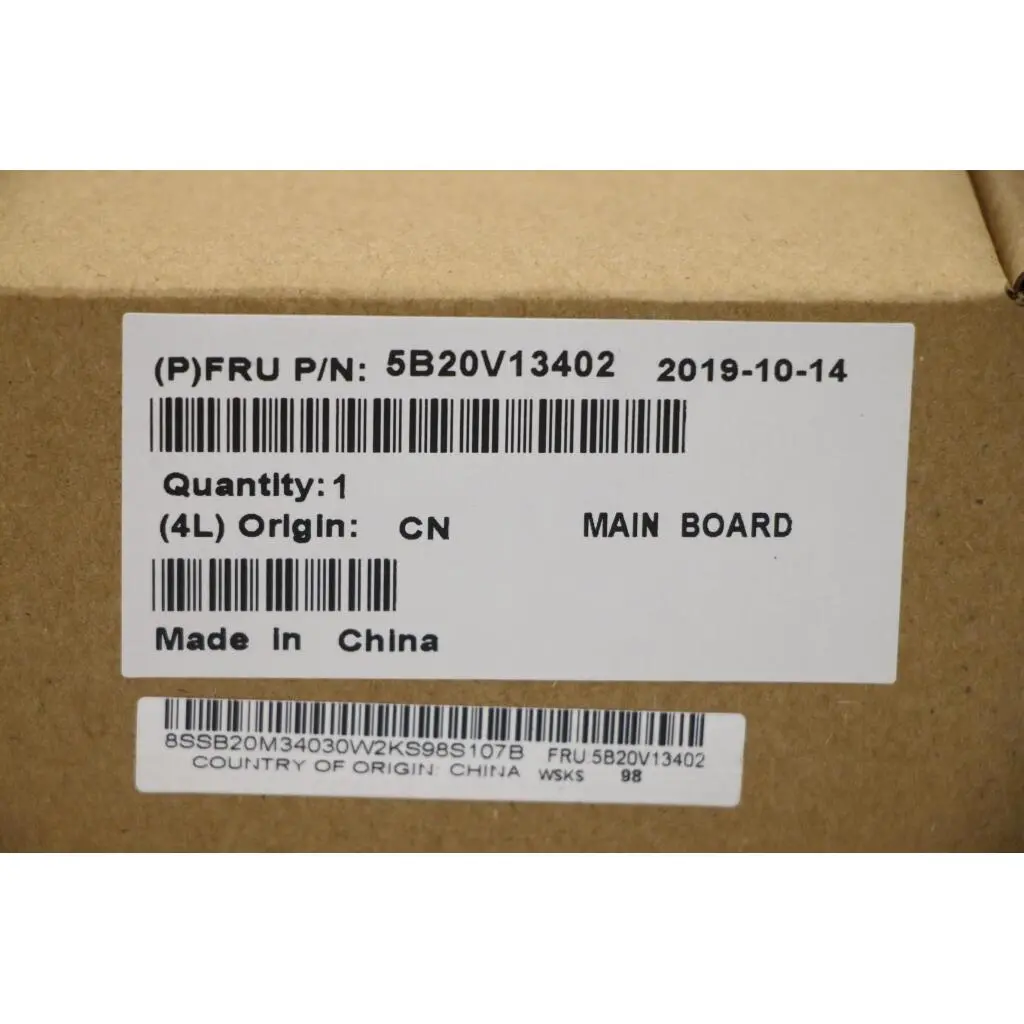 (P)FRU P/N: 5B20V13402 2019-10-14
Quantity:1
(4L) Origin: CN MAIN BOARD
Made in China
8SSB20M34030W2KS98S107B FRU:5B20V13402
COUNTRY OF ORIGIN: CHINA WSKS 98